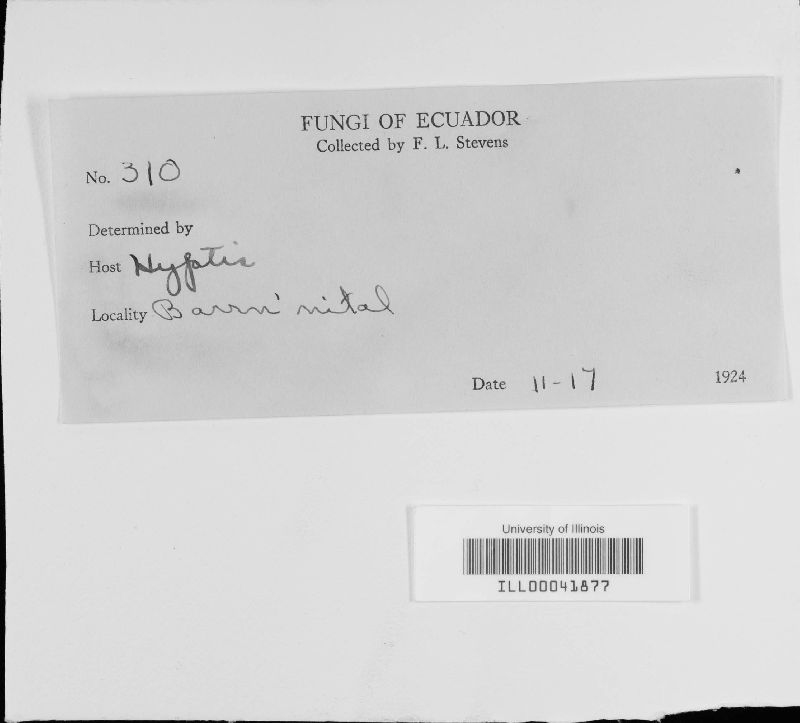 FUNGI OF ECUADOR
Collected by F. L. Stevens
No. 310
Determined by
Host Hyptis
Locality
Date 11-17 1924
University of Illinois
ILL00041877